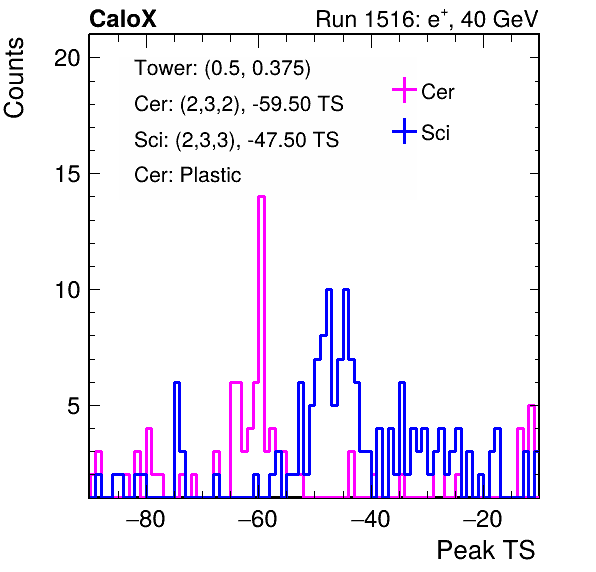 CaloX Run 1516: e⁺, 40 GeV
Counts
Tower: (0.5, 0.375)
Cer: (2,3,2), -59.50 TS
Sci: (2,3,3), -47.50 TS
Cer: Plastic
Cer
Sci
20
15
10
5
−80 −60 −40 −20
Peak TS